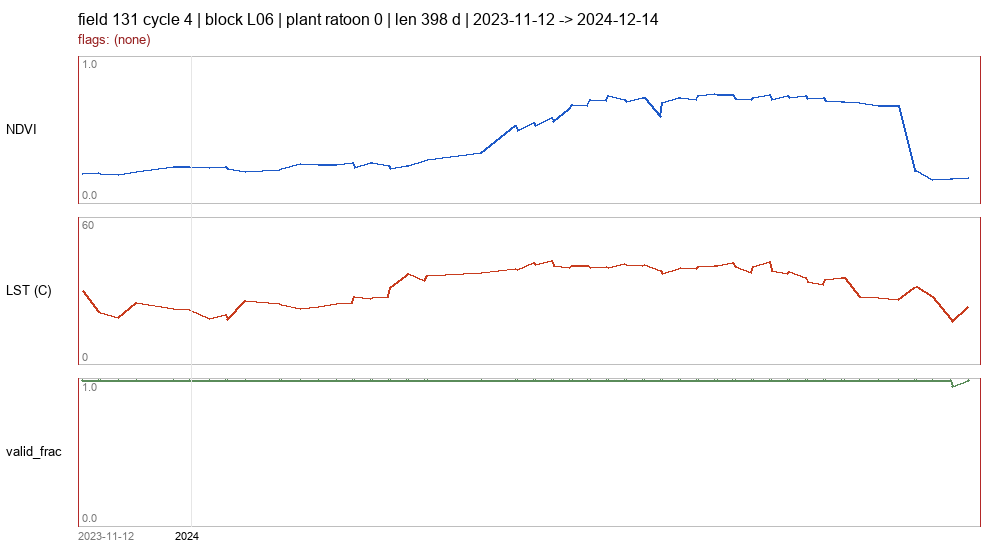 field 131 cycle 4 | block L06 | plant ratoon 0 | len 398 d | 2023-11-12 -> 2024-12-14
flags: (none)
1.0
NDVI
0.0
60
LST (C)
0
1.0
valid_frac
0.0
2023-11-12 2024